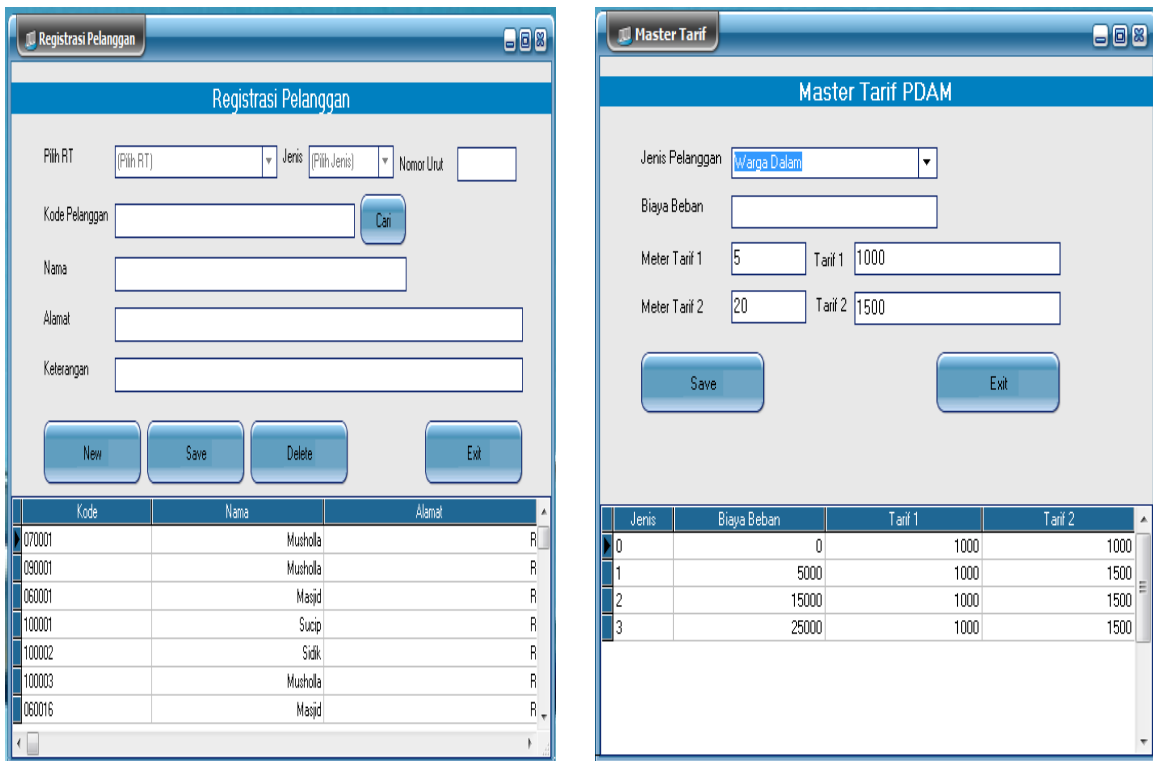 Registrasi Pelanggan
Registrasi Pelanggan
Pilih RT (Pilih RT) Jenis (Pilih Jenis) Nomor Urut
Kode Pelanggan Cari
Nama
Alamat
Keterangan
New Save Delete Exit
Kode Nama Alamat
070001 Musholla R
090001 Musholla R
060001 Masjid R
100001 Sucip R
100002 Sidik R
100003 Musholla R
060016 Masjid R
Master Tarif
Master Tarif PDAM
Jenis Pelanggan Warga Dalam
Biaya Beban
Meter Tarif 1 5 Tarif 1 1000
Meter Tarif 2 20 Tarif 2 1500
Save Exit
Jenis Biaya Beban Tarif 1 Tarif 2
0 0 1000 1000
1 5000 1000 1500
2 15000 1000 1500
3 25000 1000 1500